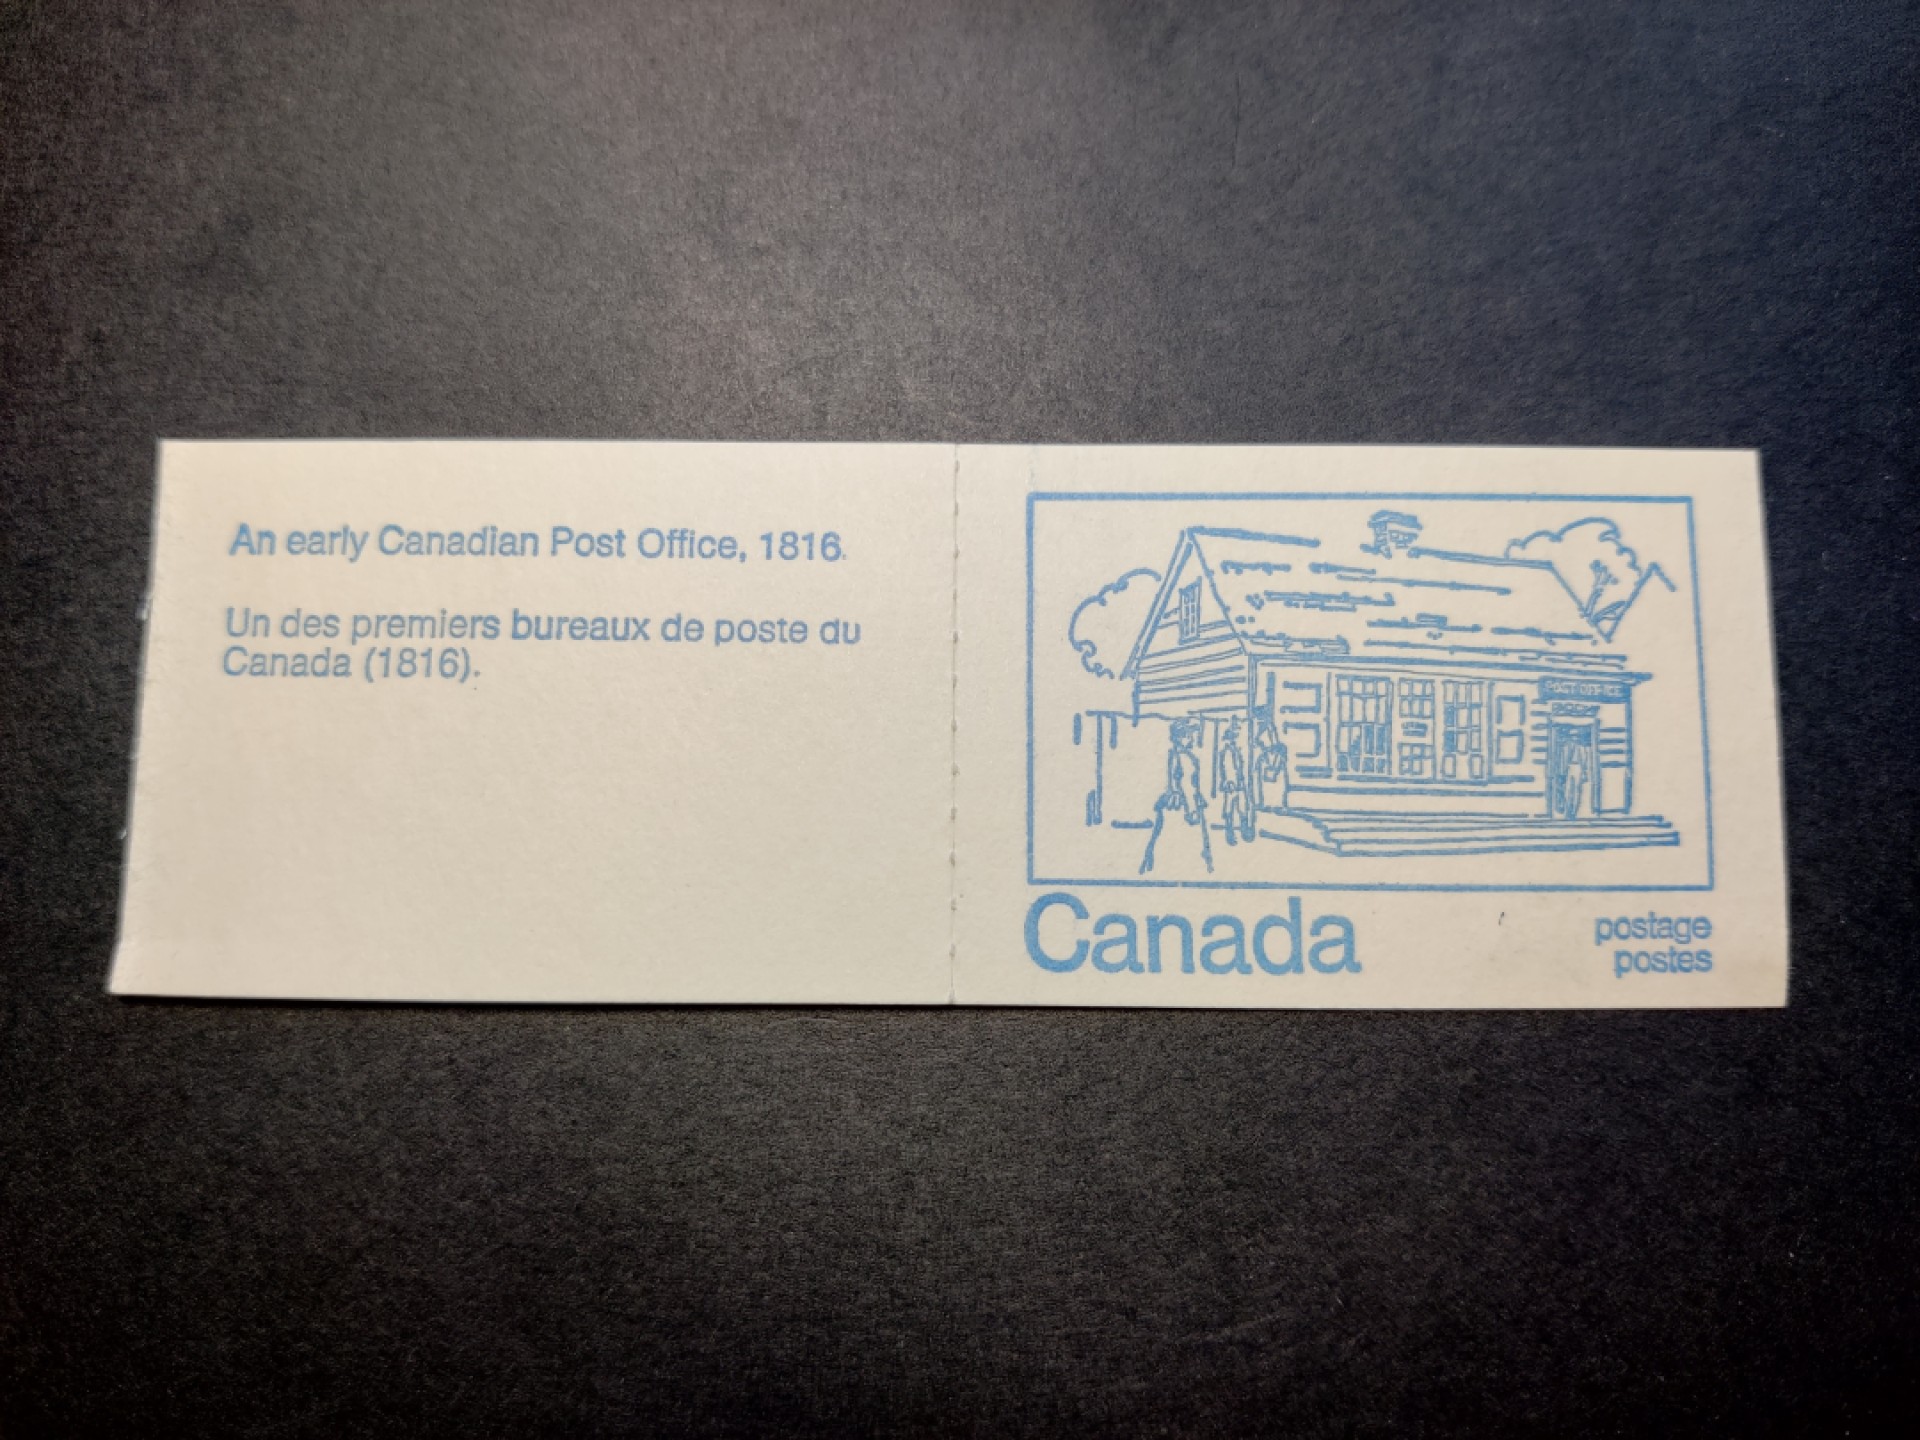 An early Canadian Post Office, 1816.
Un des premiers bureaux de poste du
Canada (1816).
POST OFFICE
Canada
postage
postes